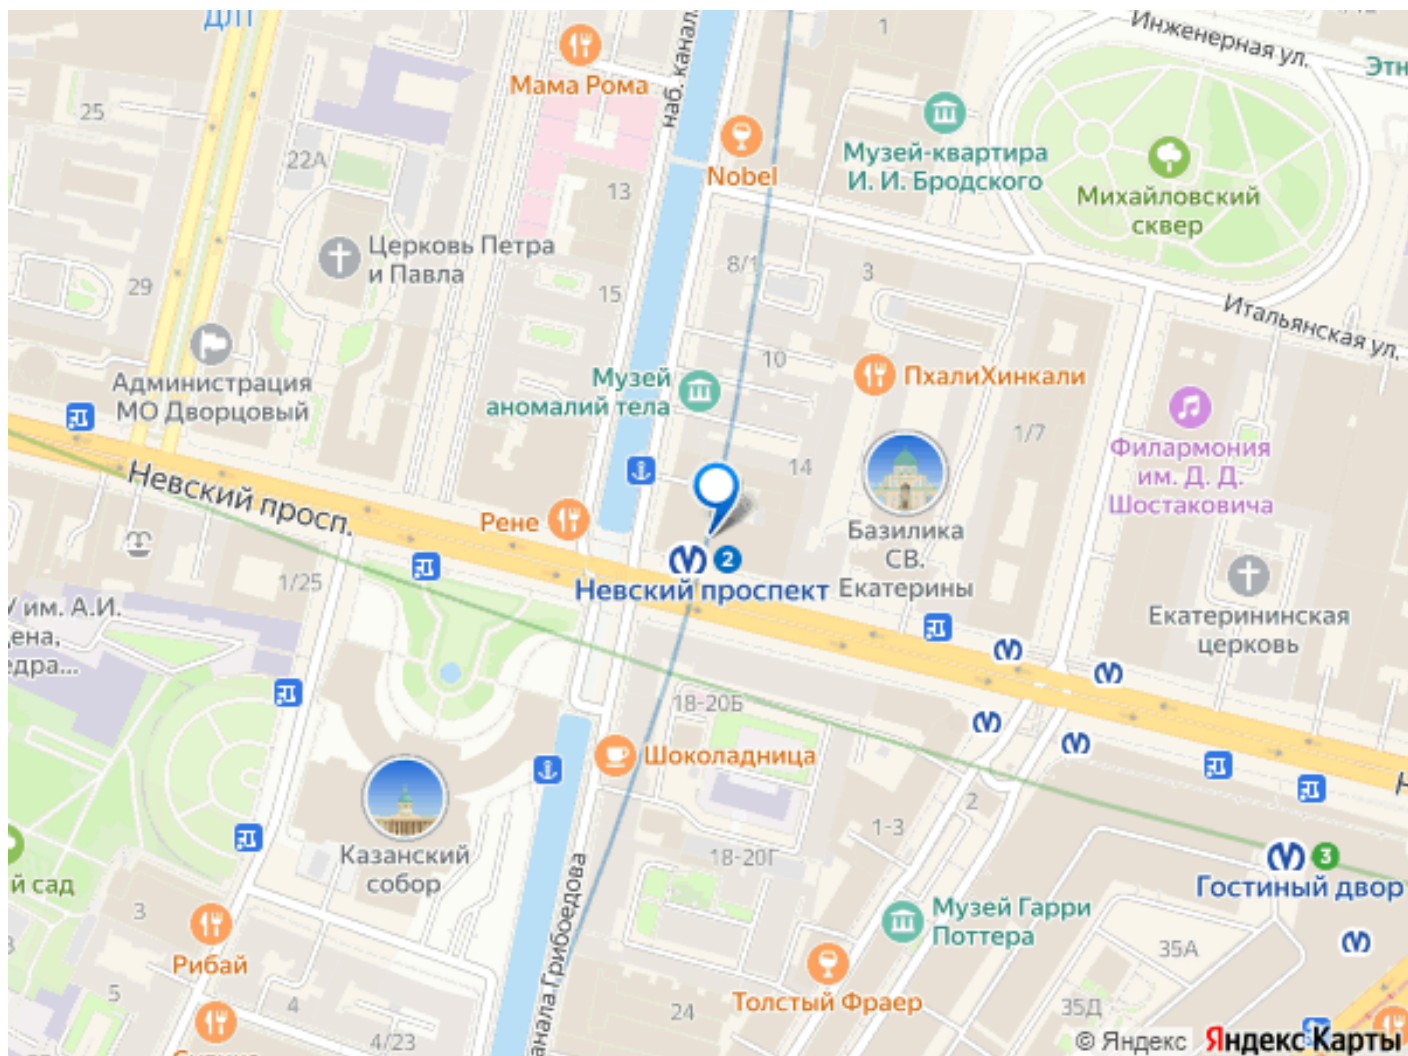 ДЛТ
Инженерная ул.
1
Этн
Мама Рома
наб. канал
25
Nobel
Музей-квартира
И. И. Бродского
Михайловский
сквер
22А
13
Церковь Петра
и Павла
8/1
3
29
15
Итальянская ул.
Администрация
МО Дворцовый
10
Музей
аномалий тела
ПхалиХинкали
1/7
Филармония
им. Д. Д.
Шостаковича
14
Невский просп.
Рене
Базилика
СВ.
Екатерины
2
Невский проспект
1/25
У им. А.И.
цена,
едра...
Екатерининская
церковь
18-20Б
Шоколадница
2
1-3
18-20Г
Казанский
собор
3
Гостиный двор
Н
й сад
3
канала Грибоедова
Музей Гарри
Поттера
Рибай
35А
5
4
Толстый Фраер
24
35Д
4/23
© Яндекс Яндекс Карты